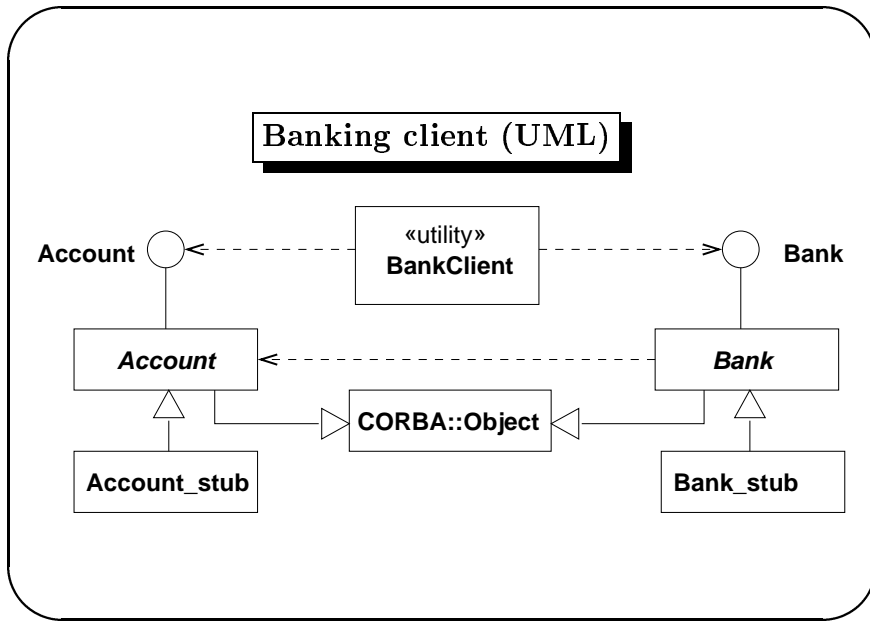 Banking client (UML)
«utility»
Account
BankClient
Bank
Account
Bank
CORBA::Object
Account_stub
Bank_stub